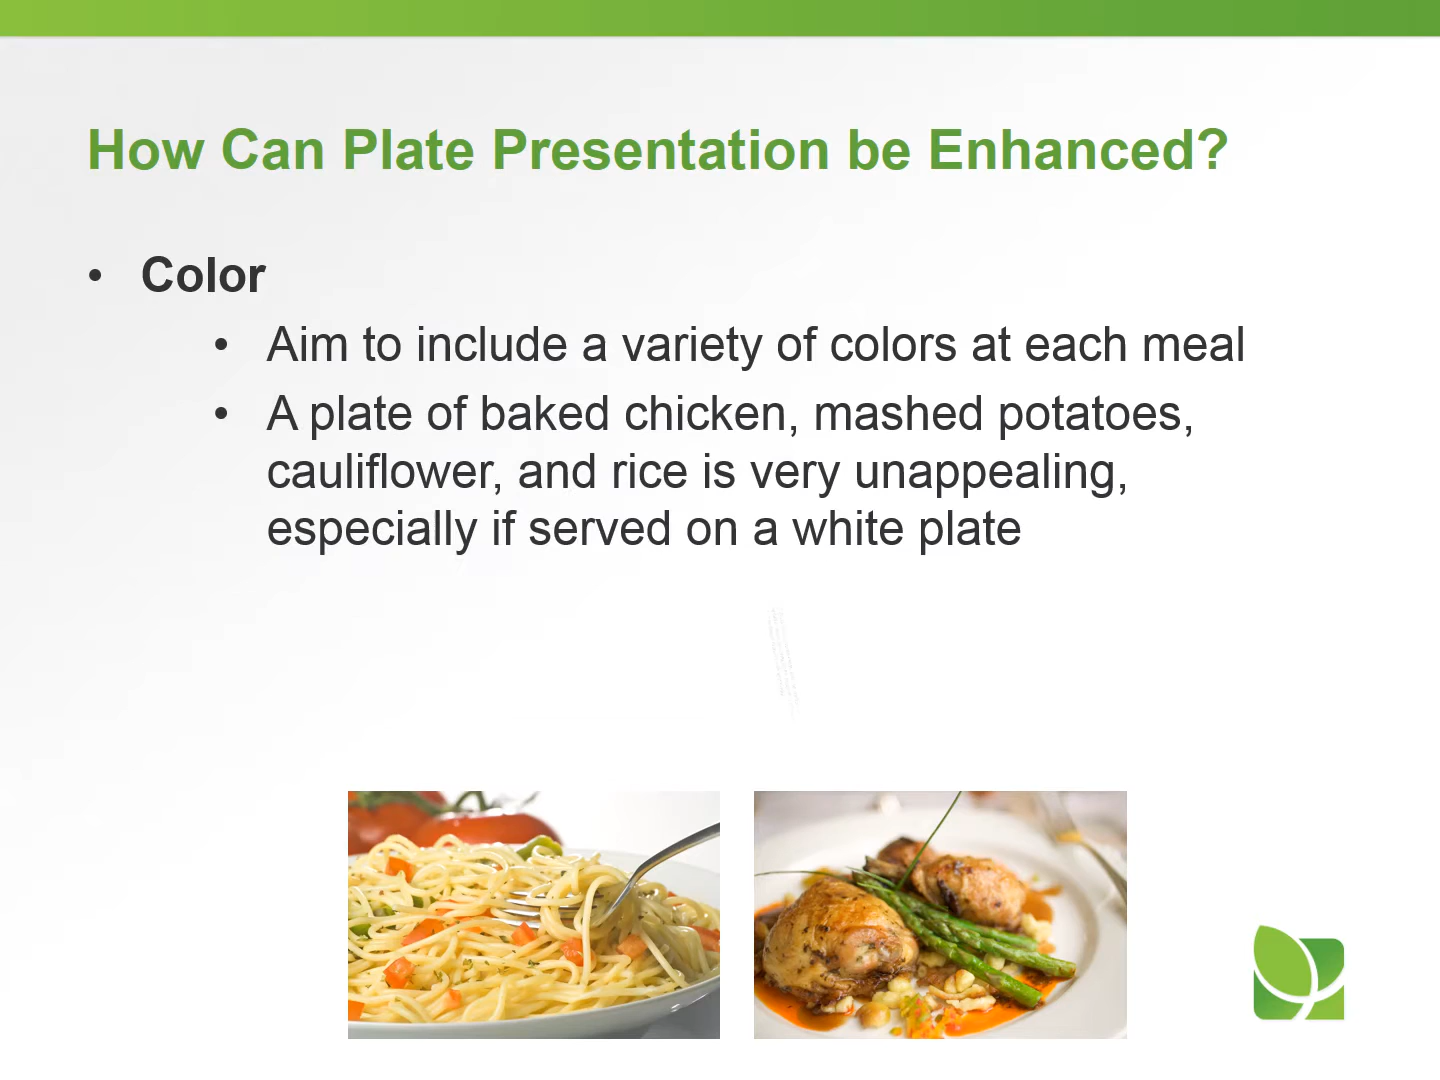 How Can Plate Presentation be Enhanced?
• Color
• Aim to include a variety of colors at each meal
• A plate of baked chicken, mashed potatoes,
cauliflower, and rice is very unappealing,
especially if served on a white plate